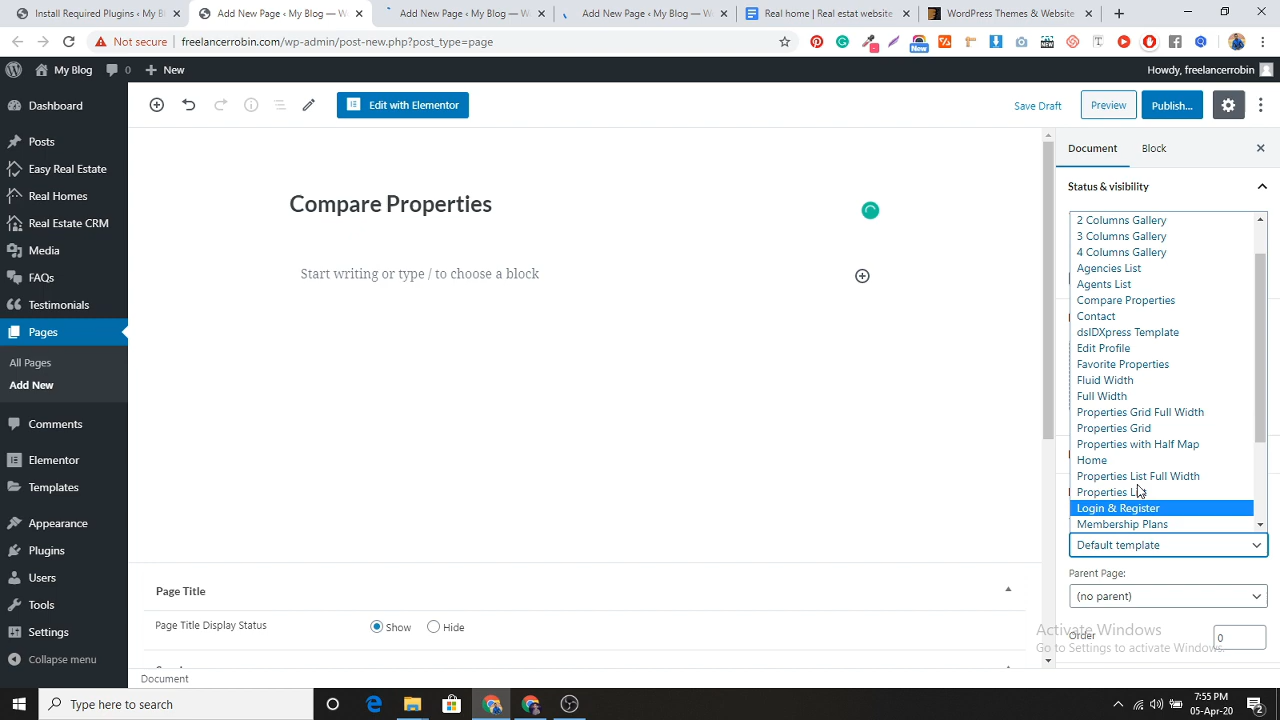 Install Required Plugins ‹ My B
Add New Page ‹ My Blog — W
Add New Page ‹ My Blog — W
Add New Page ‹ My Blog — W
Real home | Real estat website
WordPress Themes & Website
Not secure | freelancerrobin.com/wp-admin/post-new.php?post_type=page
New
My Blog 0 New
Howdy, freelancerrobin
Dashboard
Posts
Easy Real Estate
Real Homes
Real Estate CRM
Media
FAQs
Testimonials
Pages
All Pages
Add New
Comments
Elementor
Templates
Appearance
Plugins
Users
Tools
Settings
Collapse menu
Edit with Elementor
Save Draft
Preview
Publish...
Compare Properties
Start writing or type / to choose a block
Page Title
Page Title Display Status
Show
Hide
Document
Document
Block
Status & visibility
2 Columns Gallery
3 Columns Gallery
4 Columns Gallery
Agencies List
Agents List
Compare Properties
Contact
dsIDXpress Template
Edit Profile
Favorite Properties
Fluid Width
Full Width
Properties Grid Full Width
Properties Grid
Properties with Half Map
Home
Properties List Full Width
Properties List
Login & Register
Membership Plans
Default template
Parent Page:
(no parent)
Order
0
Activate Windows
Go to Settings to activate Windows.
Type here to search
7:55 PM
05-Apr-20
2